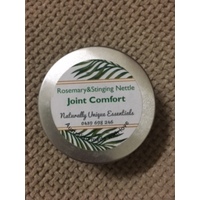 Rosemary&Stinging Nettle
Joint Comfort
Naturally Unique Essentials